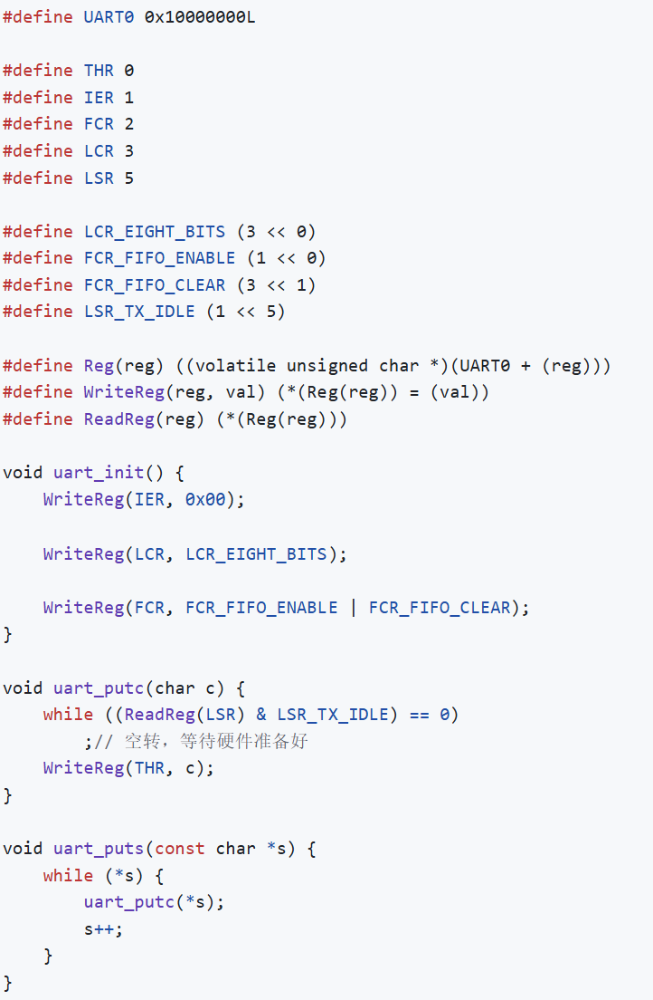 #define UART0 0x10000000L
#define THR 0
#define IER 1
#define FCR 2
#define LCR 3
#define LSR 5
#define LCR_EIGHT_BITS (3 << 0)
#define FCR_FIFO_ENABLE (1 << 0)
#define FCR_FIFO_CLEAR (3 << 1)
#define LSR_TX_IDLE (1 << 5)
#define Reg(reg) ((volatile unsigned char *)(UART0 + (reg)))
#define WriteReg(reg, val) (*(Reg(reg)) = (val))
#define ReadReg(reg) (*(Reg(reg)))
void uart_init() {
    WriteReg(IER, 0x00);
    WriteReg(LCR, LCR_EIGHT_BITS);
    WriteReg(FCR, FCR_FIFO_ENABLE | FCR_FIFO_CLEAR);
}
void uart_putc(char c) {
    while ((ReadReg(LSR) & LSR_TX_IDLE) == 0)
        ;// 空转，等待硬件准备好
    WriteReg(THR, c);
}
void uart_puts(const char *s) {
    while (*s) {
        uart_putc(*s);
        s++;
    }
}